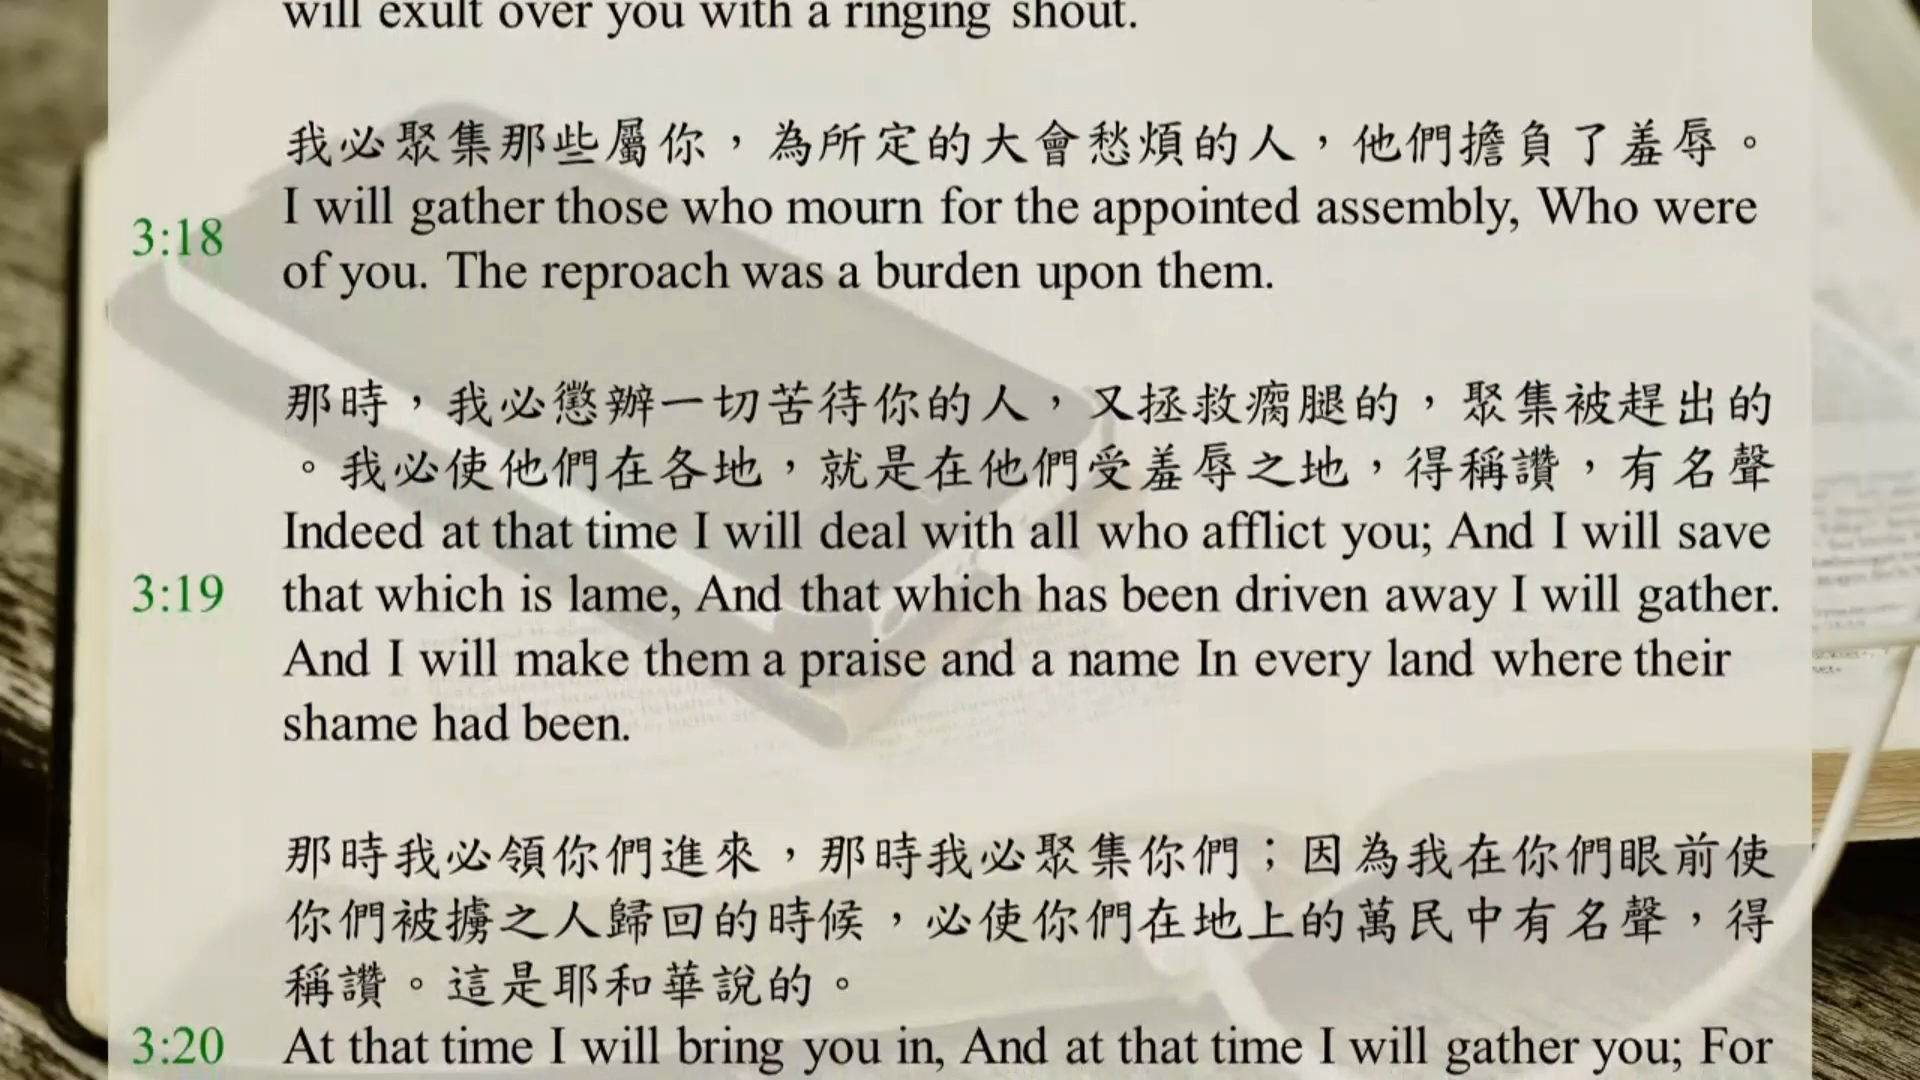 will exult over you with a ringing shout.
我必聚集那些屬你，為所定的大會愁煩的人，他們擔負了羞辱。
I will gather those who mourn for the appointed assembly, Who were
3:18
of you. The reproach was a burden upon them.
那時，我必懲辦一切苦待你的人，又拯救瘸腿的，聚集被趕出的
。我必使他們在各地，就是在他們受羞辱之地，得稱讚，有名聲
Indeed at that time I will deal with all who afflict you; And I will save
3:19 that which is lame, And that which has been driven away I will gather.
And I will make them a praise and a name In every land where their
shame had been.
那時我必領你們進來，那時我必聚集你們；因為我在你們眼前使
你們被擄之人歸回的時候，必使你們在地上的萬民中有名聲，得
稱讚。這是耶和華說的。
3:20 At that time I will bring you in, And at that time I will gather you; For